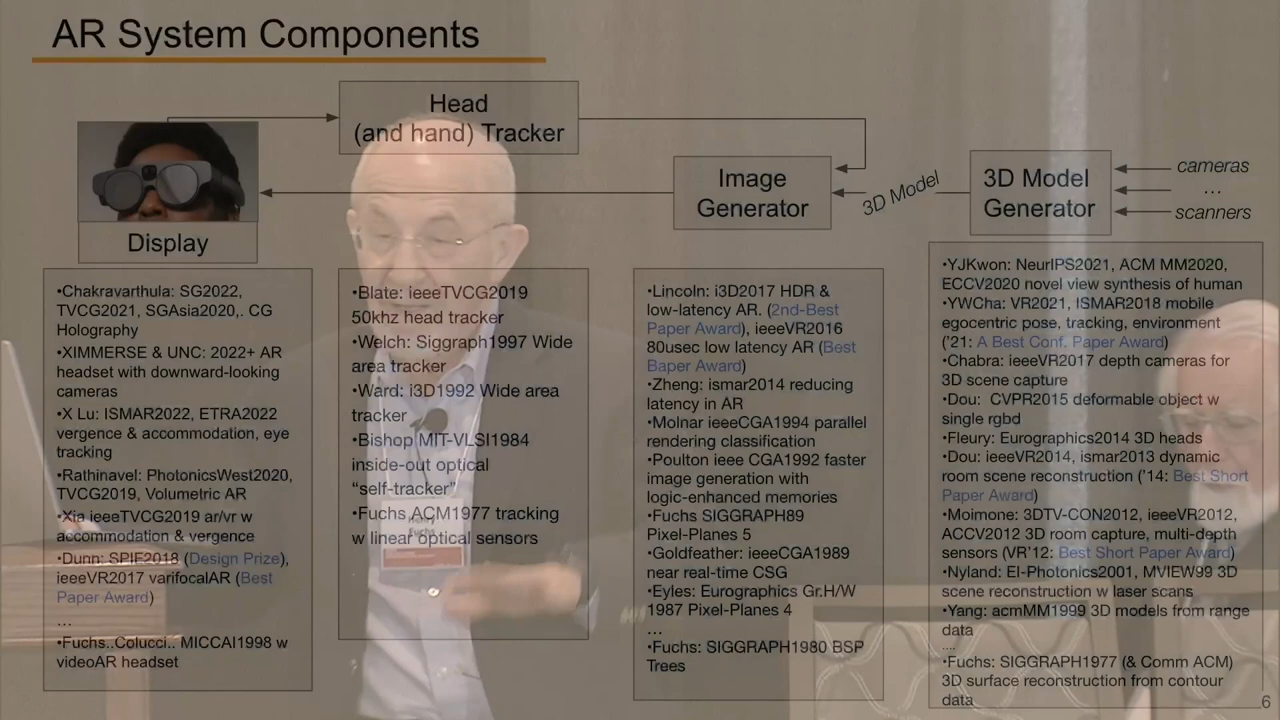 AR System Components
Head
(and hand) Tracker
Image
Generator
3D Model
3D Model
Generator
cameras
...
scanners
Display
•Chakravarthula: SG2022,
TVCG2021, SGAsia2020,. CG
Holography
•XIMMERSE & UNC: 2022+ AR
headset with downward-looking
cameras
•X Lu: ISMAR2022, ETRA2022
vergence & accommodation, eye
tracking
•Rathinavel: PhotonicsWest2020,
TVCG2019, Volumetric AR
•Xia ieeeTVCG2019 ar/vr w
accommodation & vergence
•Dunn: SPIE2018 (Design Prize),
ieeeVR2017 varifocalAR (Best
Paper Award)
...
•Fuchs..Colucci.. MICCAI1998 w
videoAR headset
•Blate: ieeeTVCG2019
50khz head tracker
•Welch: Siggraph1997 Wide
area tracker
•Ward: i3D1992 Wide area
tracker
•Bishop MIT-VLSI1984
inside-out optical
“self-tracker”
•Fuchs ACM1977 tracking
w linear optical sensors
Fuchs
•Lincoln: i3D2017 HDR &
low-latency AR. (2nd-Best
Paper Award), ieeeVR2016
80usec low latency AR (Best
Baper Award)
•Zheng: ismar2014 reducing
latency in AR
•Molnar ieeeCGA1994 parallel
rendering classification
•Poulton ieee CGA1992 faster
image generation with
logic-enhanced memories
•Fuchs SIGGRAPH89
Pixel-Planes 5
•Goldfeather: ieeeCGA1989
near real-time CSG
•Eyles: Eurographics Gr.H/W
1987 Pixel-Planes 4
...
•Fuchs: SIGGRAPH1980 BSP
Trees
•YJKwon: NeurIPS2021, ACM MM2020,
ECCV2020 novel view synthesis of human
•YWCha: VR2021, ISMAR2018 mobile
egocentric pose, tracking, environment
('21: A Best Conf. Paper Award)
•Chabra: ieeeVR2017 depth cameras for
3D scene capture
•Dou:  CVPR2015 deformable object w
single rgbd
•Fleury: Eurographics2014 3D heads
•Dou: ieeeVR2014, ismar2013 dynamic
room scene reconstruction ('14: Best Short
Paper Award)
•Moimone: 3DTV-CON2012, ieeeVR2012,
ACCV2012 3D room capture, multi-depth
sensors (VR'12: Best Short Paper Award)
•Nyland: EI-Photonics2001, MVIEW99 3D
scene reconstruction w laser scans
•Yang: acmMM1999 3D models from range
data
....
•Fuchs: SIGGRAPH1977 (& Comm ACM)
3D surface reconstruction from contour
data
6